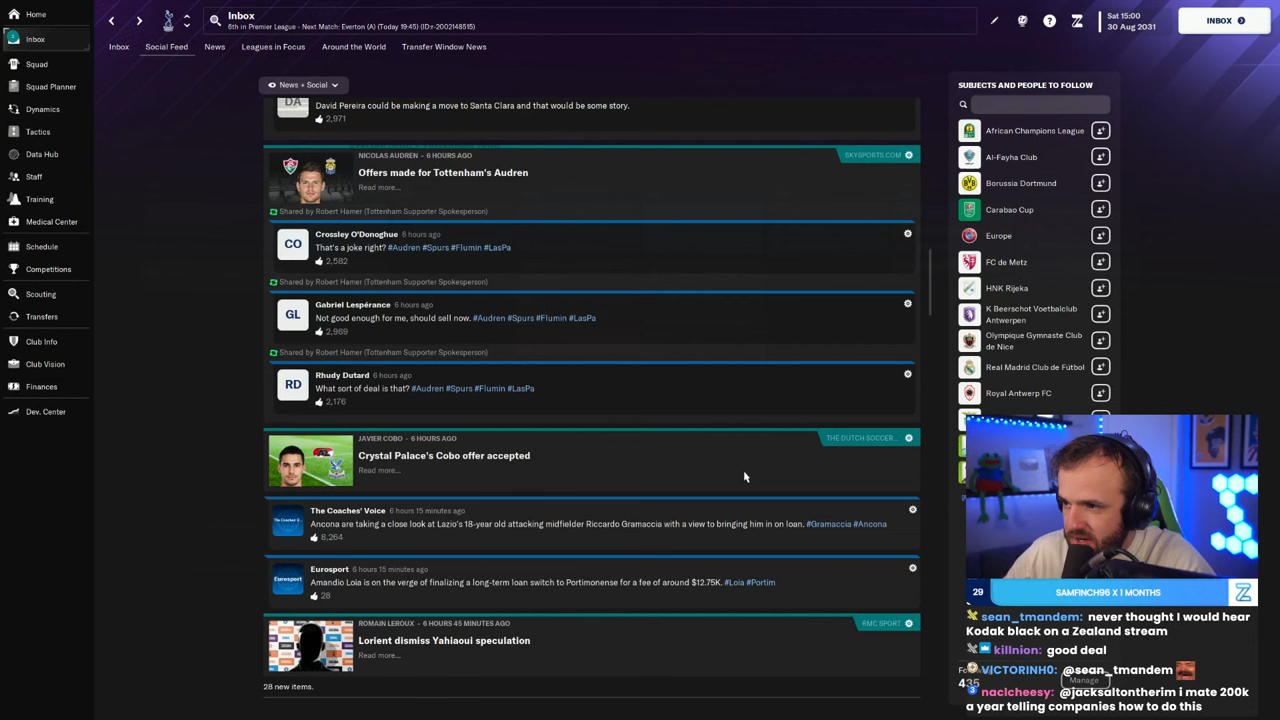 Home
Inbox
Squad
Squad Planner
Dynamics
Tactics
Data Hub
Staff
Training
Medical Center
Schedule
Competitions
Scouting
Transfers
Club Info
Club Vision
Finances
Dev. Center
Inbox
6th in Premier League - Next Match: Everton (A) (Today 19:45) (ID:r-2002148515)
?
Sat 15:00
30 Aug 2031
INBOX
Inbox
Social Feed
News
Leagues in Focus
Around the World
Transfer Window News
News + Social
DA
David Pereira could be making a move to Santa Clara and that would be some story.
2,971
NICOLAS AUDREN - 6 HOURS AGO
SKYSPORTS.COM
Offers made for Tottenham's Audren
Read more...
Shared by Robert Hamer (Tottenham Supporter Spokesperson)
CO
Crossley O'Donoghue 6 hours ago
That's a joke right? #Audren #Spurs #Flumin #LasPa
2,582
Shared by Robert Hamer (Tottenham Supporter Spokesperson)
GL
Gabriel Lespérance 6 hours ago
Not good enough for me, should sell now. #Audren #Spurs #Flumin #LasPa
2,969
Shared by Robert Hamer (Tottenham Supporter Spokesperson)
RD
Rhudy Dutard 6 hours ago
What sort of deal is that? #Audren #Spurs #Flumin #LasPa
2,176
JAVIER COBO - 6 HOURS AGO
THE DUTCH SOCCER...
Crystal Palace's Cobo offer accepted
Read more...
The Coaches' Voice 6 hours 15 minutes ago
Ancona are taking a close look at Lazio's 18-year old attacking midfielder Riccardo Gramaccia with a view to bringing him in on loan. #Gramaccia #Ancona
8,264
Eurosport
Eurosport 6 hours 15 minutes ago
Amandio Loia is on the verge of finalizing a long-term loan switch to Portimonense for a fee of around $12.75K. #Loia #Portim
28
ROMAIN LEROUX - 6 HOURS 45 MINUTES AGO
RMC SPORT
Lorient dismiss Yahiaoui speculation
Read more...
28 new items.
SUBJECTS AND PEOPLE TO FOLLOW
African Champions League
Al-Fayha Club
Borussia Dortmund
Carabao Cup
Europe
FC de Metz
HNK Rijeka
K Beerschot Voetbalclub
Antwerpen
Olympique Gymnaste Club
de Nice
Real Madrid Club de Fútbol
Royal Antwerp FC
29
SAMFINCH96 X 1 MONTHS
sean_tmandem: never thought I would hear
Kodak black on a Zealand stream
killnion: good deal
VICTORINH0: @sean_tmandem
435
Manage
naclcheesy: @jacksaltontherim i mate 200k
a year telling companies how to do this